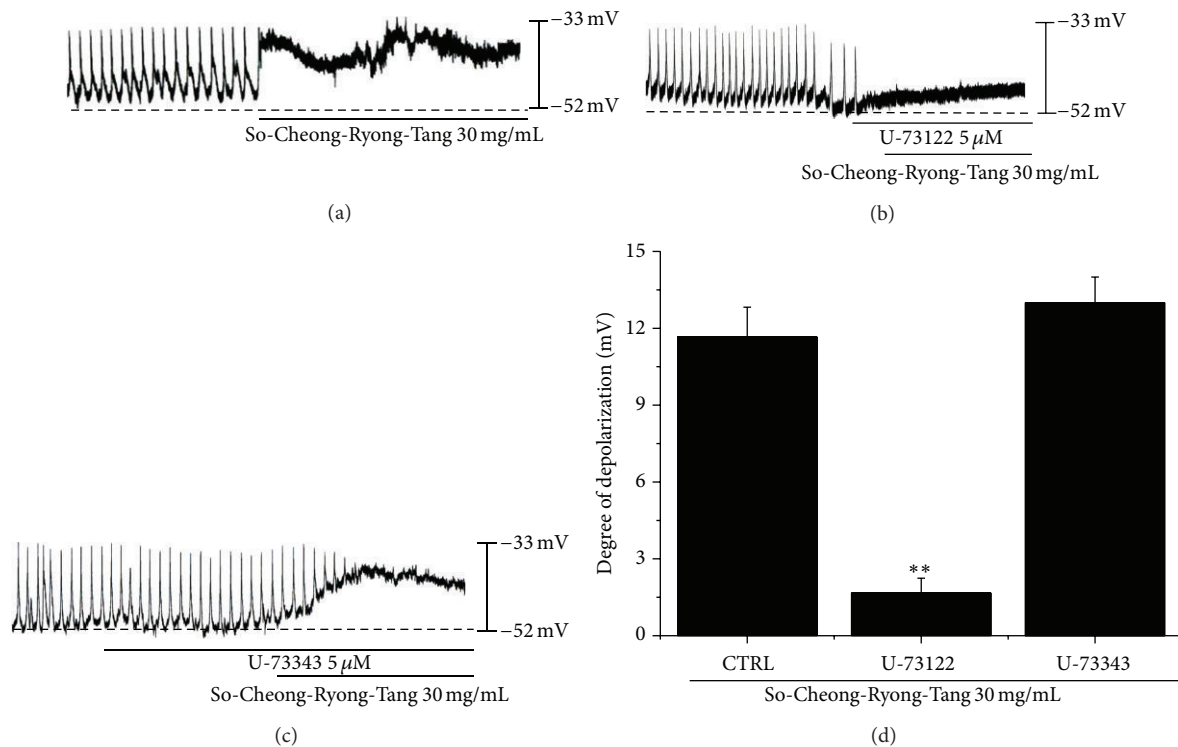 −33 mV
−52 mV
So-Cheong-Ryong-Tang 30 mg/mL
(a)
−33 mV
−52 mV
U-73122 5 μM
So-Cheong-Ryong-Tang 30 mg/mL
(b)
−33 mV
−52 mV
U-73343 5 μM
So-Cheong-Ryong-Tang 30 mg/mL
(c)
Degree of depolarization (mV)
15
12
9
6
3
0
**
CTRL U-73122 U-73343
So-Cheong-Ryong-Tang 30 mg/mL
(d)